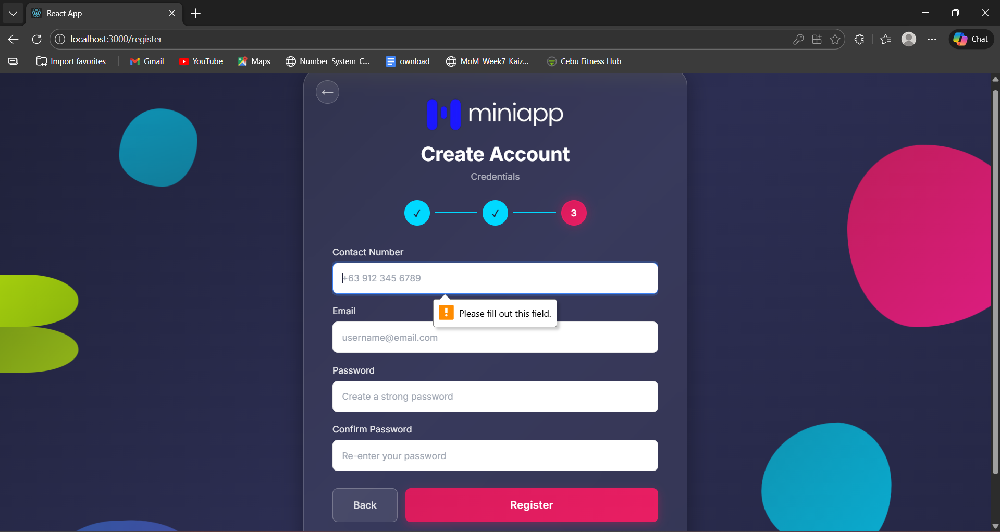 React App
localhost:3000/register
Chat
Import favorites
Gmail
YouTube
Maps
Number_System_C...
ownload
MoM_Week7_Kaiz...
Cebu Fitness Hub
miniapp
Create Account
Credentials
✓ ✓ 3
Contact Number
+63 912 345 6789
Please fill out this field.
Email
username@email.com
Password
Create a strong password
Confirm Password
Re-enter your password
Back
Register